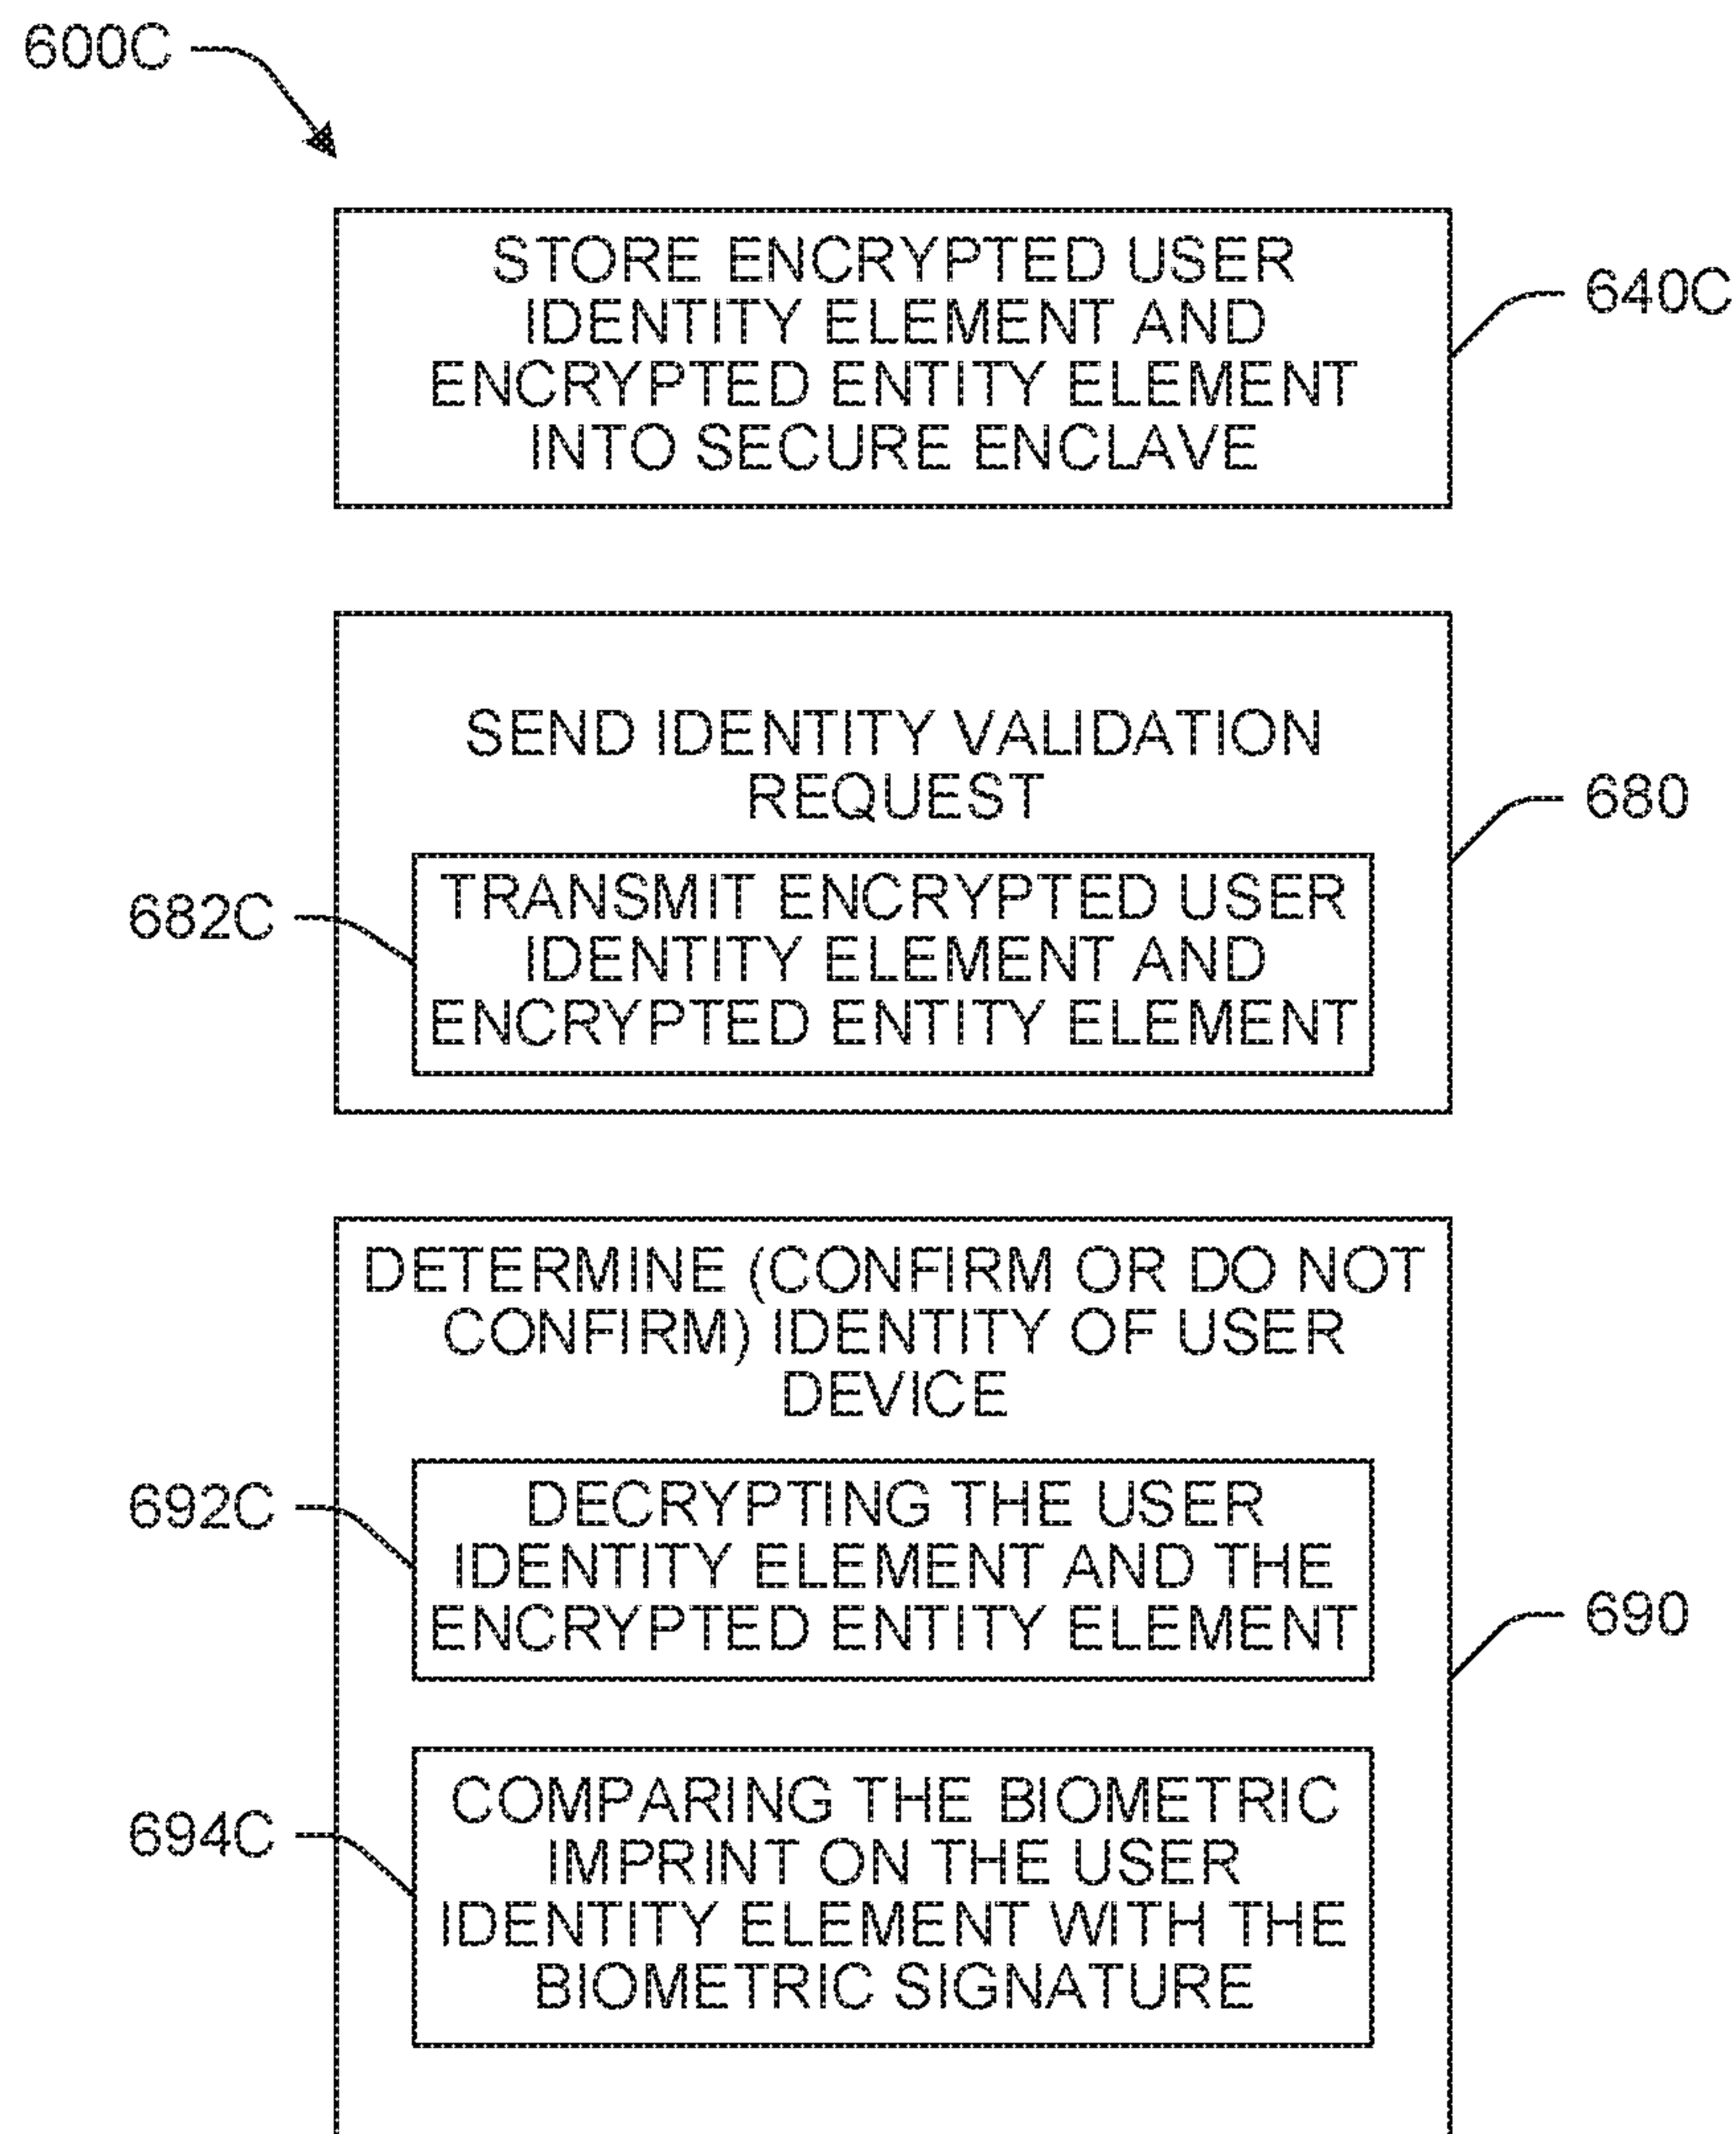 600C
STORE ENCRYPTED USER
IDENTITY ELEMENT AND
ENCRYPTED ENTITY ELEMENT
INTO SECURE ENCLAVE
640C
SEND IDENTITY VALIDATION
REQUEST
680
682C
TRANSMIT ENCRYPTED USER
IDENTITY ELEMENT AND
ENCRYPTED ENTITY ELEMENT
DETERMINE (CONFIRM OR DO NOT
CONFIRM) IDENTITY OF USER
DEVICE
692C
DECRYPTING THE USER
IDENTITY ELEMENT AND THE
ENCRYPTED ENTITY ELEMENT
690
694C
COMPARING THE BIOMETRIC
IMPRINT ON THE USER
IDENTITY ELEMENT WITH THE
BIOMETRIC SIGNATURE